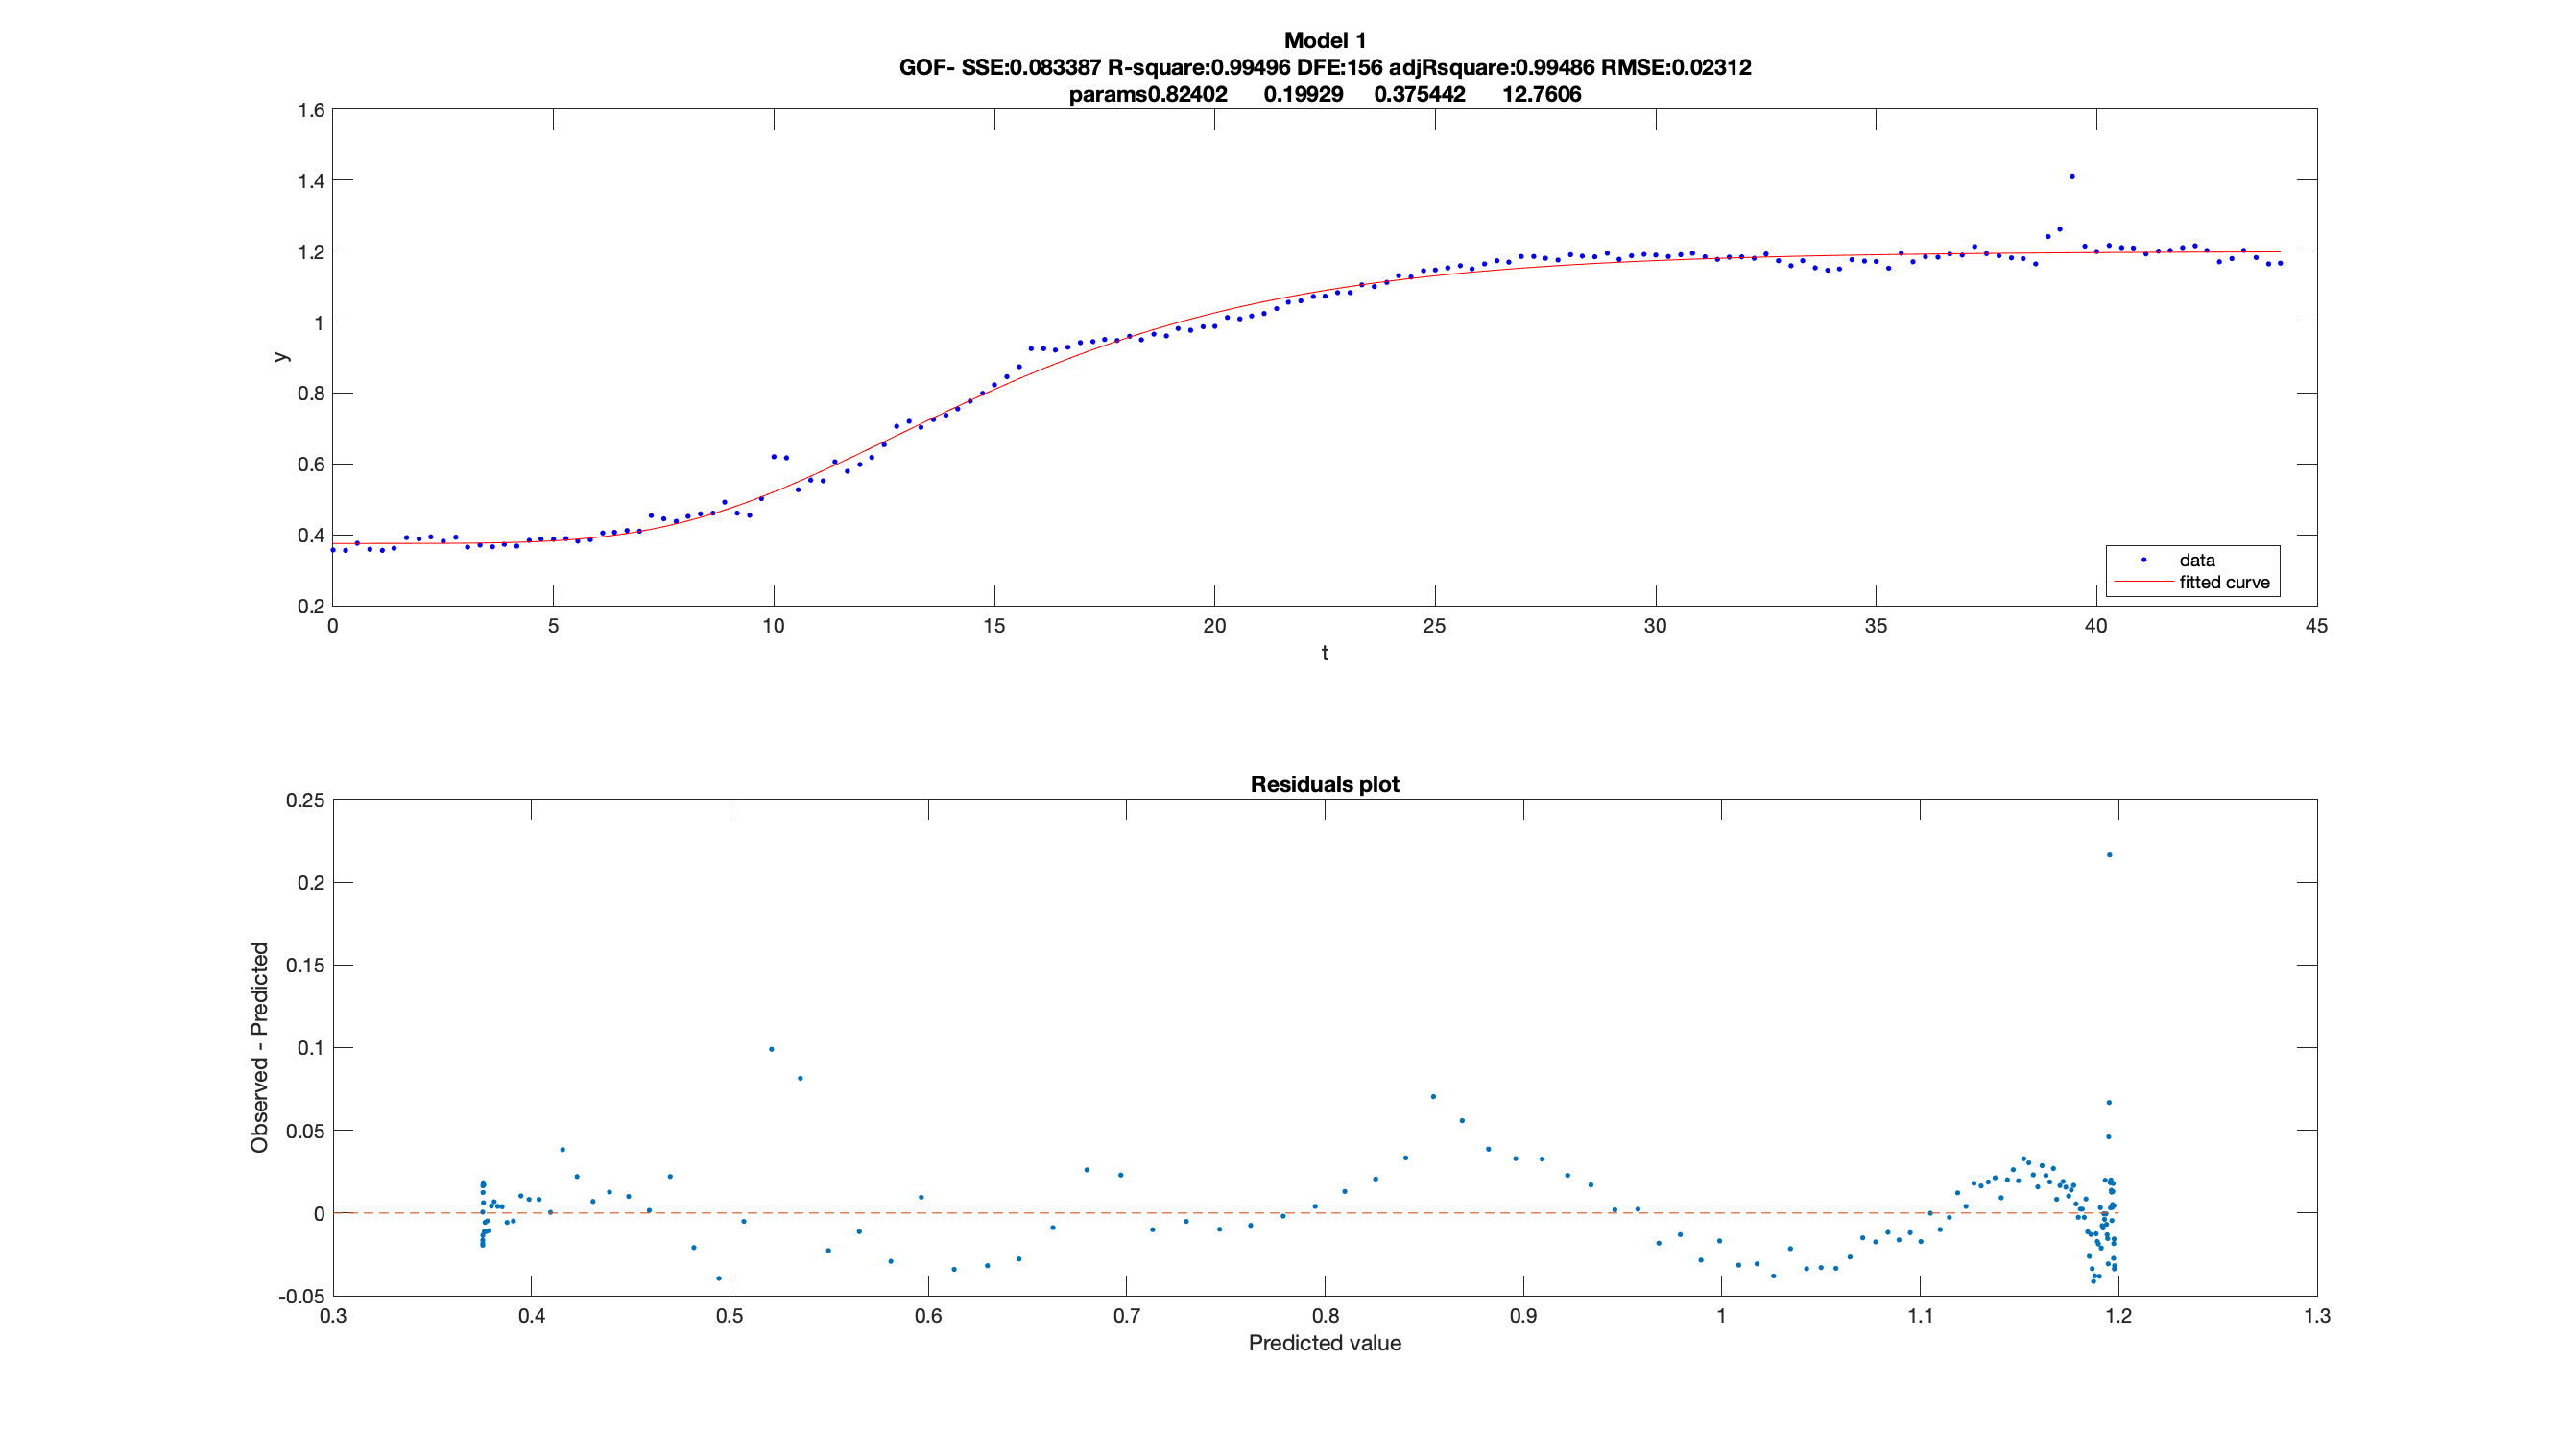 Model 1
GOF- SSE:0.083387 R-square:0.99496 DFE:156 adjRsquare:0.99486 RMSE:0.02312
params0.82402 0.19929 0.375442 12.7606
1.6
1.4
1.2
1
0.8
0.6
0.4
0.2
y
0 5 10 15 20 25 30 35 40 45
t
data
fitted curve
Residuals plot
0.25
0.2
0.15
0.1
0.05
0
-0.05
Observed - Predicted
0.3 0.4 0.5 0.6 0.7 0.8 0.9 1 1.1 1.2 1.3
Predicted value